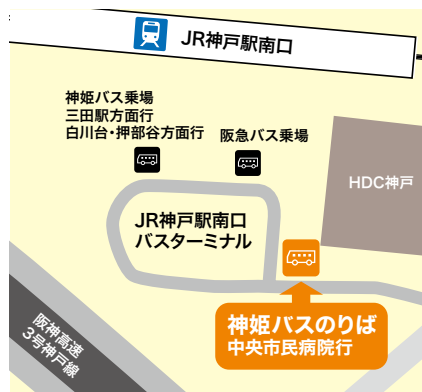 JR神戸駅南口
神姫バス乗場
三田駅方面行
白川台・押部谷方面行
阪急バス乗場
HDC神戸
JR神戸駅南口
バスターミナル
阪神高速
3号神戸線
神姫バスのりば
中央市民病院行